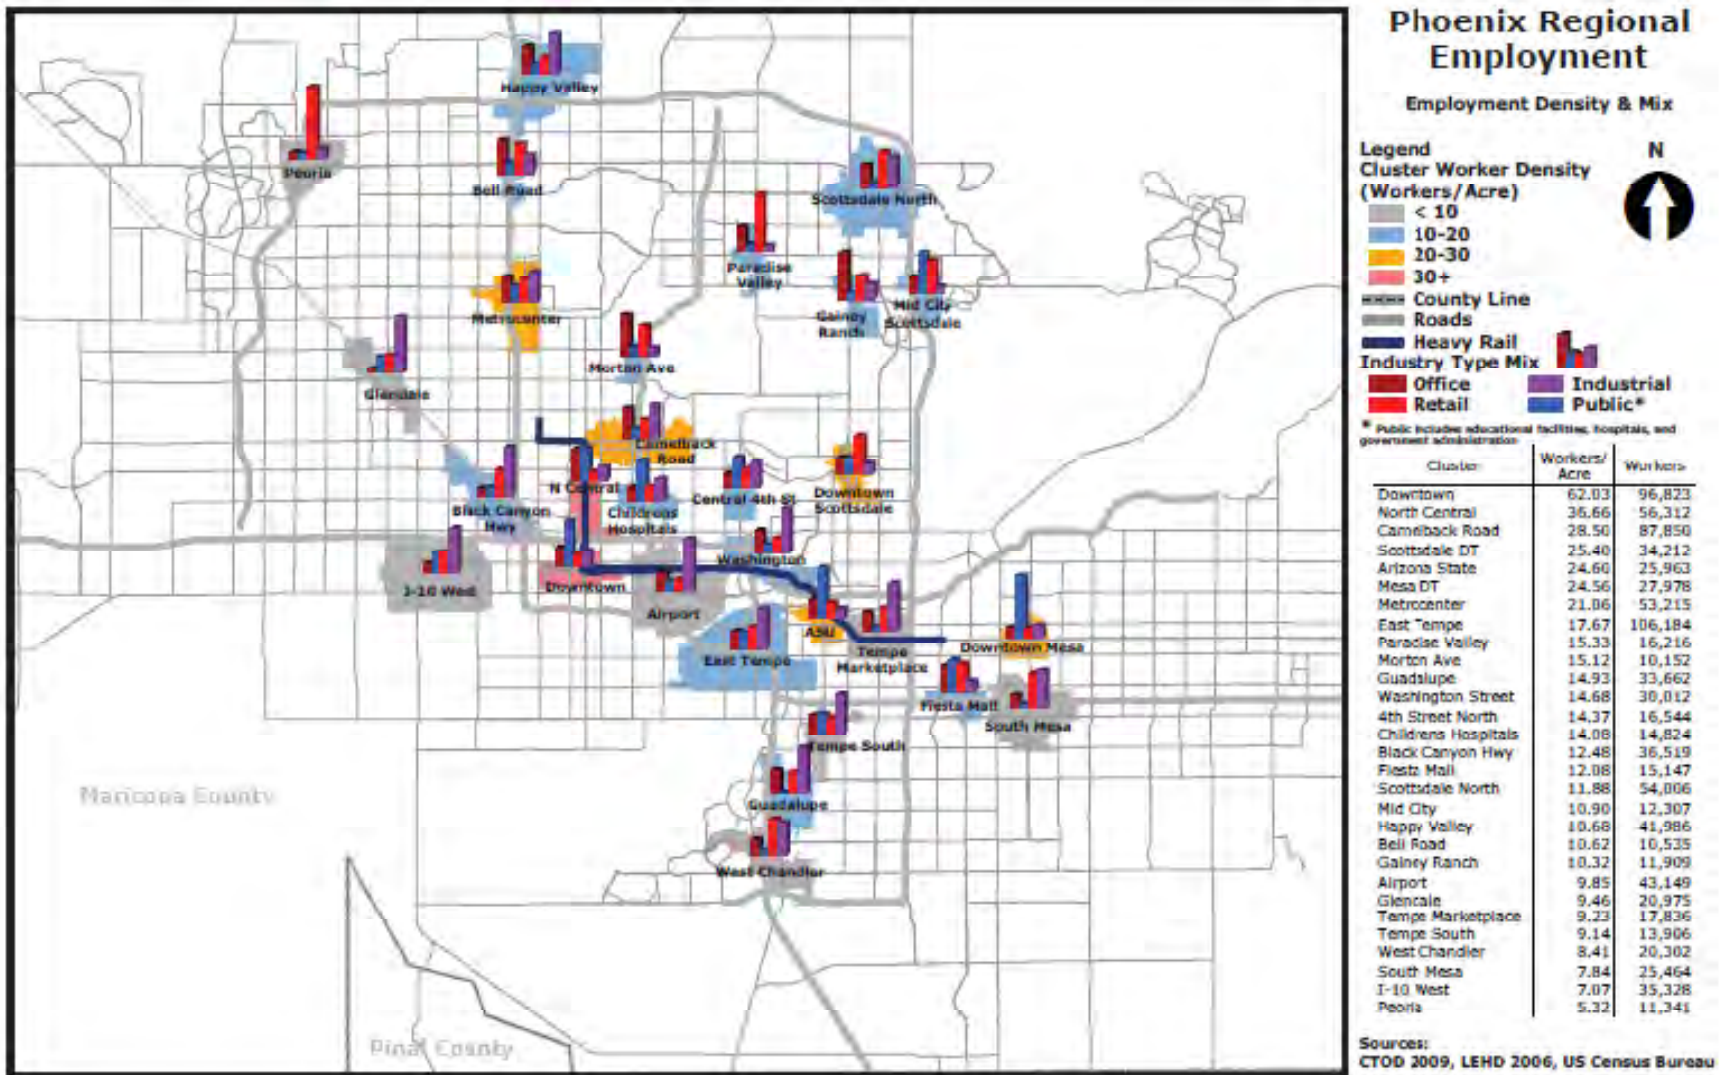 Phoenix Regional
Employment
Employment Density & Mix
Legend
N
Cluster Worker Density
(Workers/Acre)
< 10
10-20
20-30
30+
County Line
Roads
Heavy Rail
Industry Type Mix
Office
Industrial
Retail
Public*
* Public includes educational facilities, hospitals, and
government administration
Cluster Workers/Acre Workers
Downtown 62.03 96,823
North Central 36.66 56,312
Camelback Road 28.50 87,850
Scottsdale DT 25.40 34,212
Arizona State 24.60 25,963
Mesa DT 24.56 27,978
Metrocenter 21.06 53,215
East Tempe 17.67 106,184
Paradise Valley 15.33 16,216
Morton Ave 15.12 10,152
Guadalupe 14.93 33,662
Washington Street 14.68 30,012
4th Street North 14.37 16,544
Childrens Hospitals 14.08 14,824
Black Canyon Hwy 12.48 36,519
Fiesta Mall 12.08 15,147
Scottsdale North 11.88 54,006
Mid City 10.90 12,307
Happy Valley 10.68 41,986
Bell Road 10.62 10,535
Gainey Ranch 10.32 11,909
Airport 9.85 43,149
Glendale 9.46 20,975
Tempe Marketplace 9.23 17,836
Tempe South 9.14 13,906
West Chandler 8.41 20,302
South Mesa 7.84 25,464
I-10 West 7.07 35,328
Peoria 5.32 11,341
Sources:
CTOD 2009, LEHD 2006, US Census Bureau
Happy Valley
Peoria
Bell Road
Scottsdale North
Paradise
Valley
Gainey
Ranch
Mid City
Scottsdale
Metrocenter
Morton Ave
Glendale
Camelback
Road
N Central
Black Canyon
Hwy
Childrens
Hospitals
Central 4th St
Downtown
Scottsdale
Washington
I-10 West
Downtown
Airport
ASU
East Tempe
Tempe
Marketplace
Downtown Mesa
Fiesta Mall
South Mesa
Tempe South
Guadalupe
West Chandler
Maricopa County
Pinal County